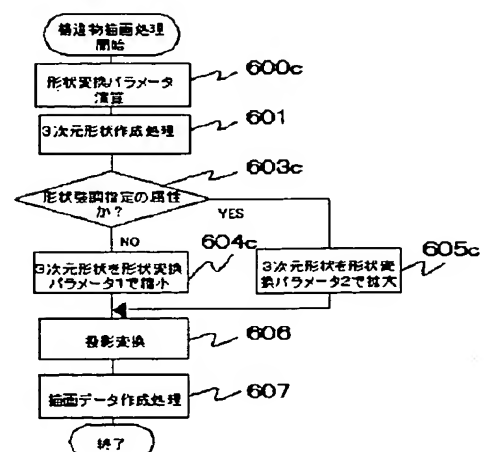 構造物描画処理
開始
600c
形状変換パラメータ
演算
601
3次元形状作成処理
603c
形状強調指定の属性
か?
YES
NO
604c
3次元形状を形状変換
パラメータ1で縮小
605c
3次元形状を形状変
換パラメータ2で拡大
606
投影変換
607
描画データ作成処理
終了